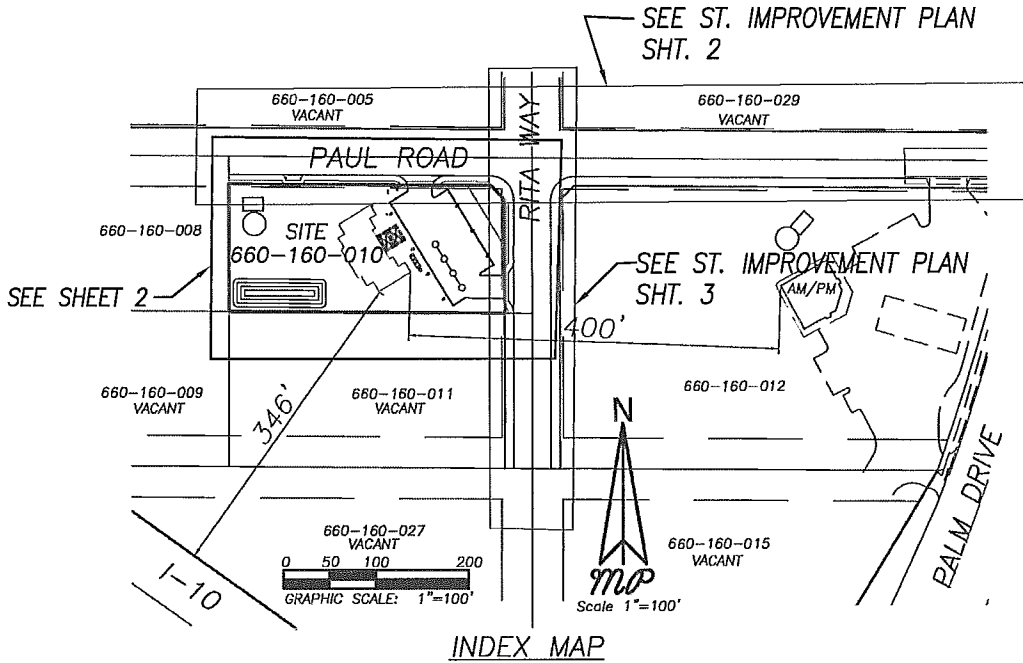 SEE ST. IMPROVEMENT PLAN
SHT. 2
660-160-005
VACANT
660-160-029
VACANT
PAUL ROAD
RITA WAY
660-160-008
SITE
660-160-010
SEE SHEET 2
SEE ST. IMPROVEMENT PLAN
SHT. 3
AM/PM
400'
660-160-009
VACANT
660-160-011
VACANT
660-160-012
346'
N
PALM DRIVE
660-160-027
VACANT
660-160-015
VACANT
0 50 100 200
GRAPHIC SCALE: 1"=100'
MP
Scale 1"=100'
I-10
INDEX MAP